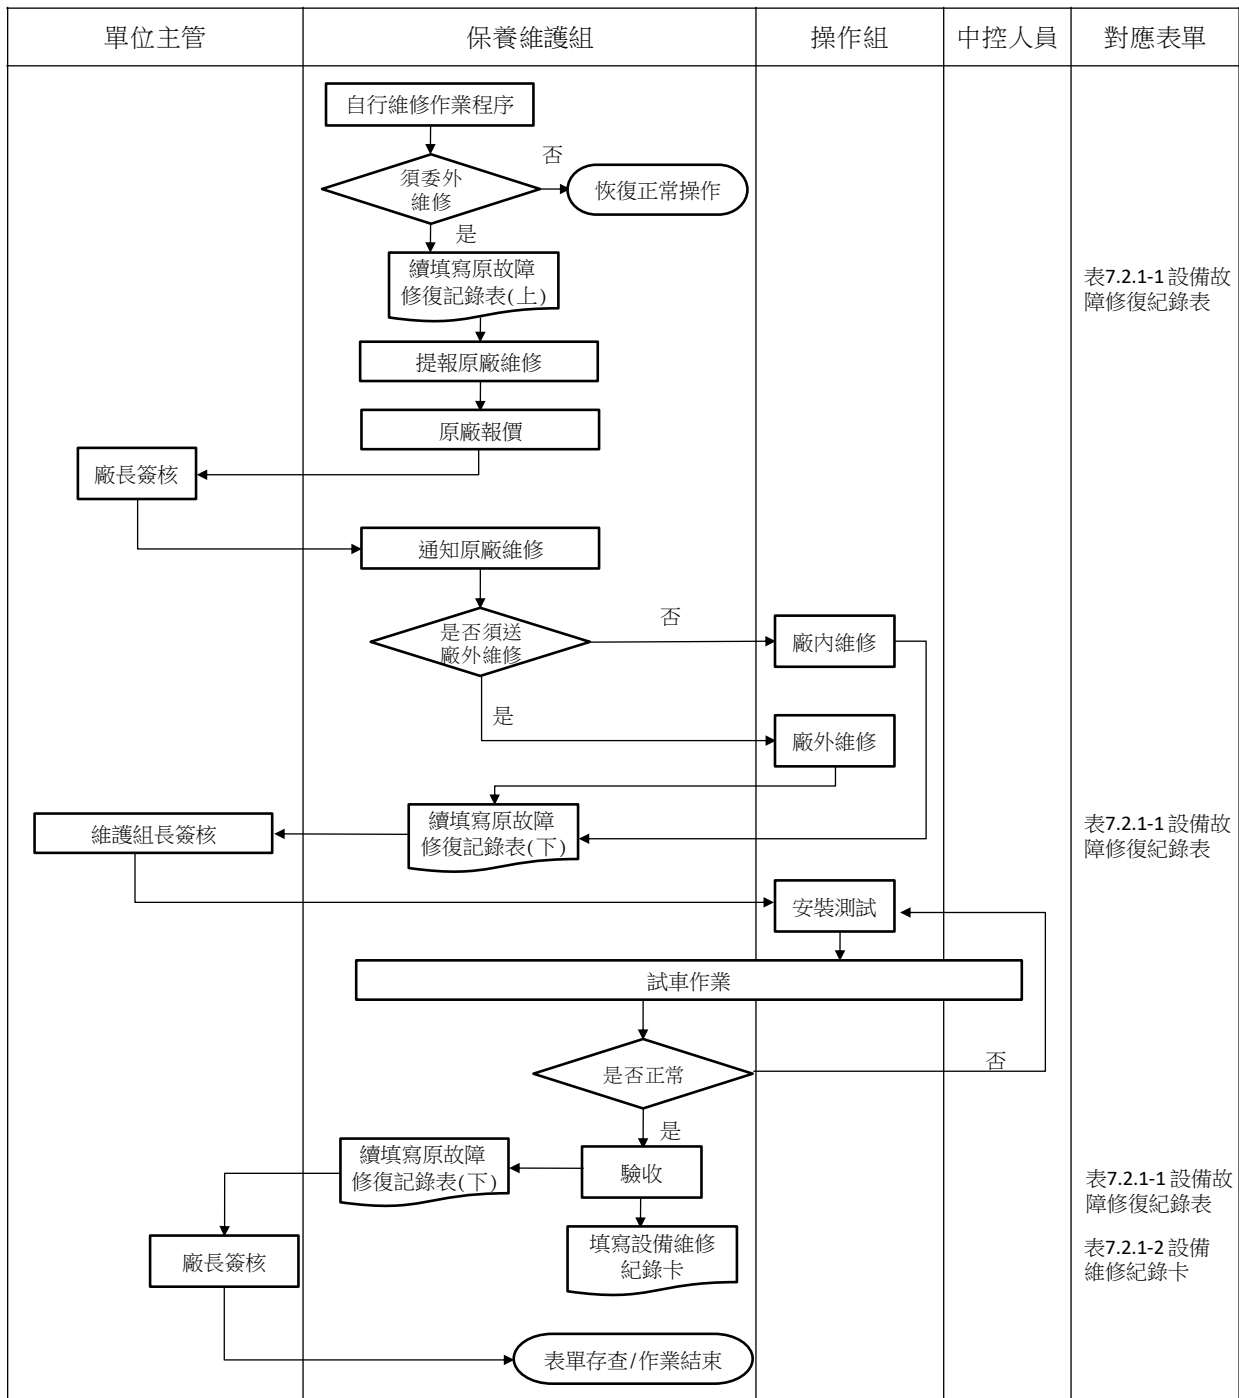 單位主管
保養維護組
操作組
中控人員
對應表單
自行維修作業程序
否
須委外
維修
恢復正常操作
是
續填寫原故障
修復記錄表(上)
表7.2.1-1 設備故
障修復紀錄表
提報原廠維修
原廠報價
廠長簽核
通知原廠維修
否
是否須送
廠外維修
廠內維修
是
廠外維修
維護組長簽核
續填寫原故障
修復記錄表(下)
表7.2.1-1 設備故
障修復紀錄表
安裝測試
試車作業
是否正常
否
是
續填寫原故障
修復記錄表(下)
驗收
表7.2.1-1 設備故
障修復紀錄表
廠長簽核
填寫設備維修
紀錄卡
表7.2.1-2 設備
維修紀錄卡
表單存查/作業結束